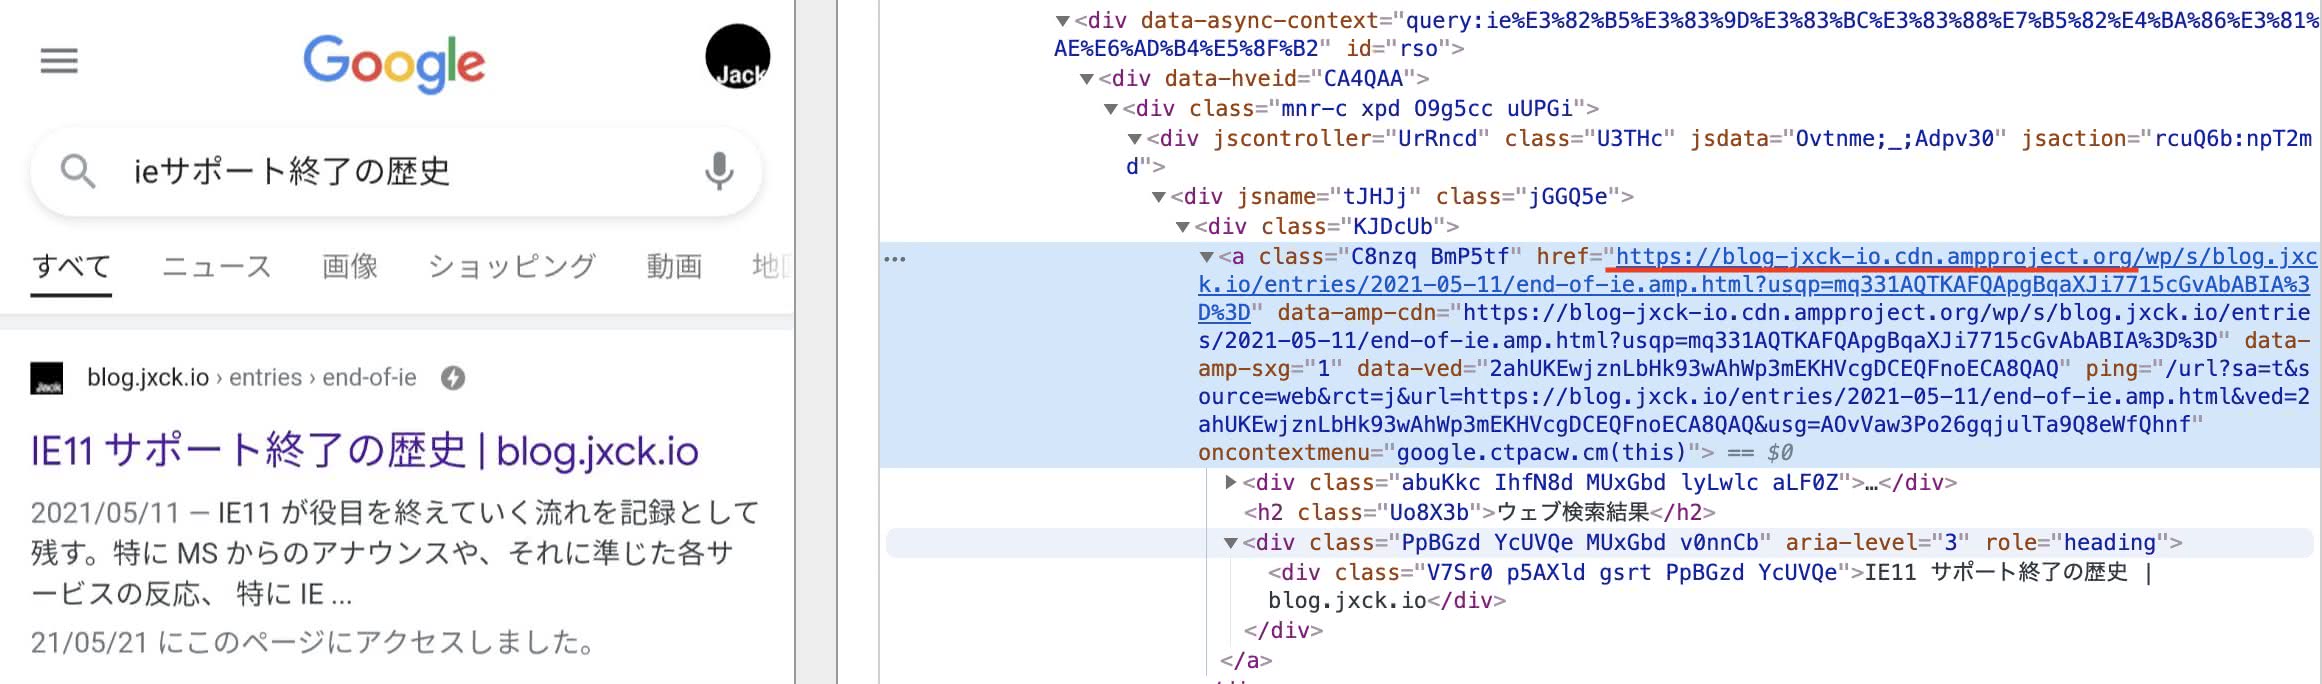 Google
Jack
ieサポート終了の歴史
すべて ニュース 画像 ショッピング 動画
blog.jxck.io › entries › end-of-ie
IE11 サポート終了の歴史 | blog.jxck.io
2021/05/11 — IE11 が役目を終えていく流れを記録として
残す。特に MS からのアナウンスや、それに準じた各サ
ービスの反応、 特に IE ...
21/05/21 にこのページにアクセスしました。
▼<div data-async-context="query:ie%E3%82%B5%E3%83%9D%E3%83%BC%E3%83%88%E7%B5%82%E4%BA%86%E3%81%
AE%E6%AD%B4%E5%8F%B2" id="rso">
▼<div data-hveid="CA4QAA">
▼<div class="mnr-c xpd O9g5cc uUPGi">
▼<div jscontroller="UrRncd" class="U3THc" jsdata="Ovtnme;_;Adpv30" jsaction="rcuQ6b:npT2m
d">
▼<div jsname="tJHJj" class="jGGQ5e">
▼<div class="KJDcUb">
… ▼<a class="C8nzq BmP5tf" href="https://blog-jxck-io.cdn.ampproject.org/wp/s/blog.jxc
k.io/entries/2021-05-11/end-of-ie.amp.html?usqp=mq331AQTKAFQApgBqaXJi7715cGvAbABIA%3
D%3D" data-amp-cdn="https://blog-jxck-io.cdn.ampproject.org/wp/s/blog.jxck.io/entrie
s/2021-05-11/end-of-ie.amp.html?usqp=mq331AQTKAFQApgBqaXJi7715cGvAbABIA%3D%3D" data-
amp-sxg="1" data-ved="2ahUKEwjznLbHk93wAhWp3mEKHVcgDCEQFnoECA8QAQ" ping="/url?sa=t&s
ource=web&rct=j&url=https://blog.jxck.io/entries/2021-05-11/end-of-ie.amp.html&ved=2
ahUKEwjznLbHk93wAhWp3mEKHVcgDCEQFnoECA8QAQ&usg=AOvVaw3Po26gqjulTa9Q8eWfQhnf"
oncontextmenu="google.ctpacw.cm(this)"> == $0
▶<div class="abuKkc IhfN8d MUxGbd lyLwlc aLF0Z">…</div>
<h2 class="Uo8X3b">ウェブ検索結果</h2>
▼<div class="PpBGzd YcUVQe MUxGbd v0nnCb" aria-level="3" role="heading">
<div class="V7Sr0 p5AXld gsrt PpBGzd YcUVQe">IE11 サポート終了の歴史 |
blog.jxck.io</div>
</div>
</a>